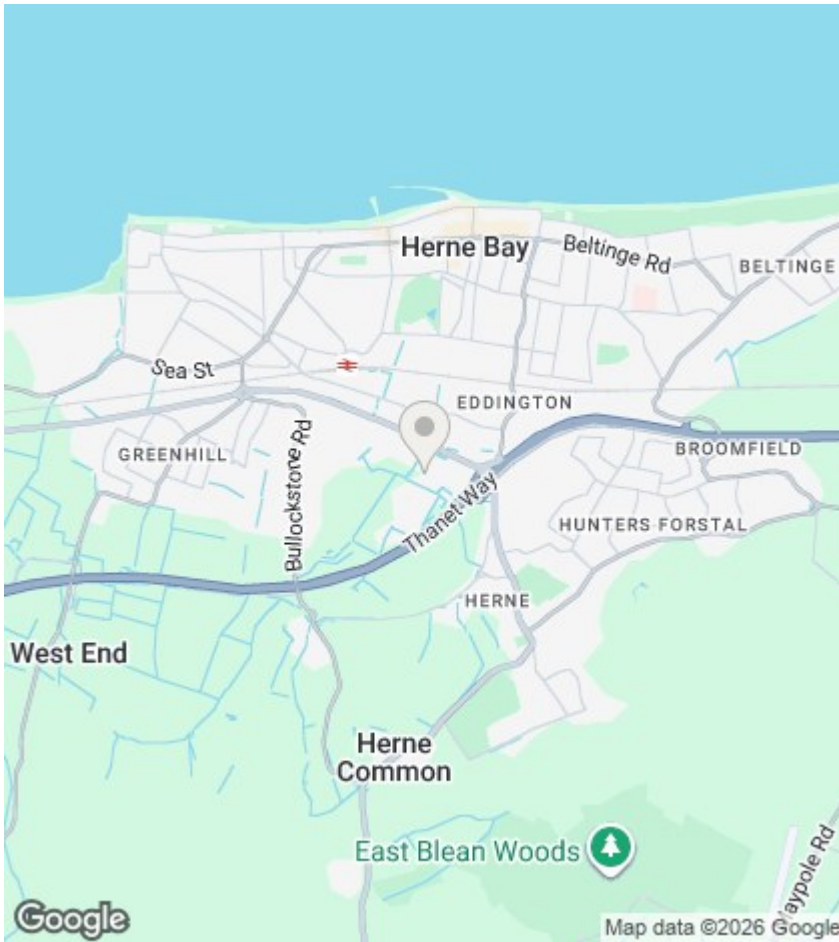 Herne Bay
Beltinge Rd
BELTINGE
Sea St
EDDINGTON
GREENHILL
Bullockstone Rd
BROOMFIELD
Thanet Way
HUNTERS FORSTAL
HERNE
West End
Herne
Common
East Blean Woods
Maypole Rd
Google
Map data ©2026 Google